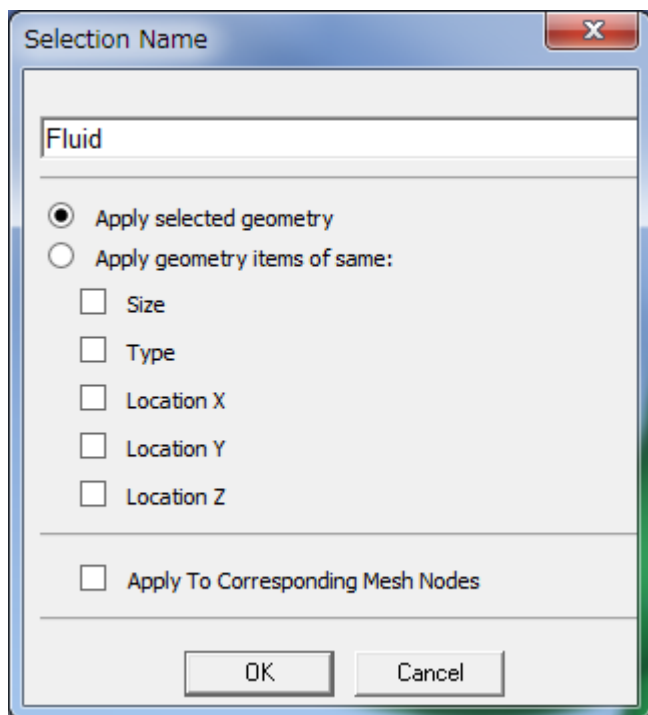 Selection Name
Fluid
Apply selected geometry
Apply geometry items of same:
Size
Type
Location X
Location Y
Location Z
Apply To Corresponding Mesh Nodes
OK
Cancel